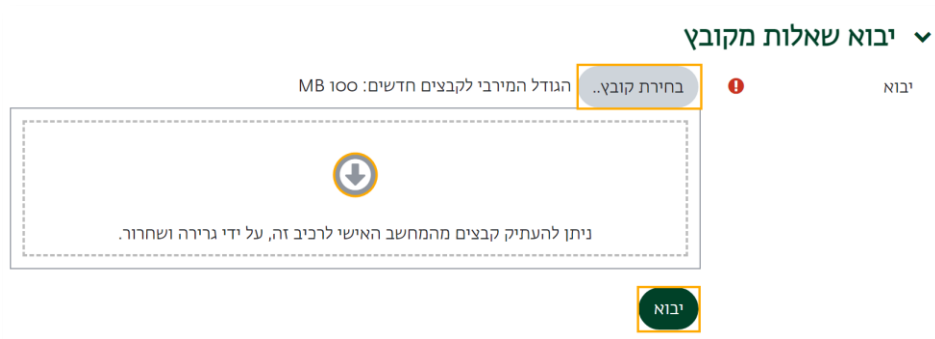 יבוא שאלות מקובץ
יבוא
בחירת קובץ.. הגודל המירבי לקבצים חדשים: 100 MB
ניתן להעתיק קבצים מהמחשב האישי לרכיב זה, על ידי גרירה ושחרור.
יבוא